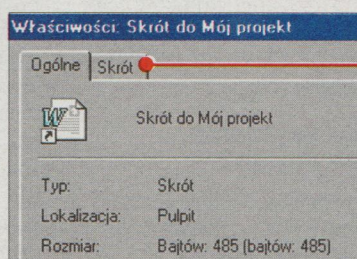 Właściwości: Skrót do Mój projekt
Ogólne Skrót
Skrót do Mój projekt
Typ: Skrót
Lokalizacja: Pulpit
Rozmiar: Bajtów: 485 (bajtów: 485)